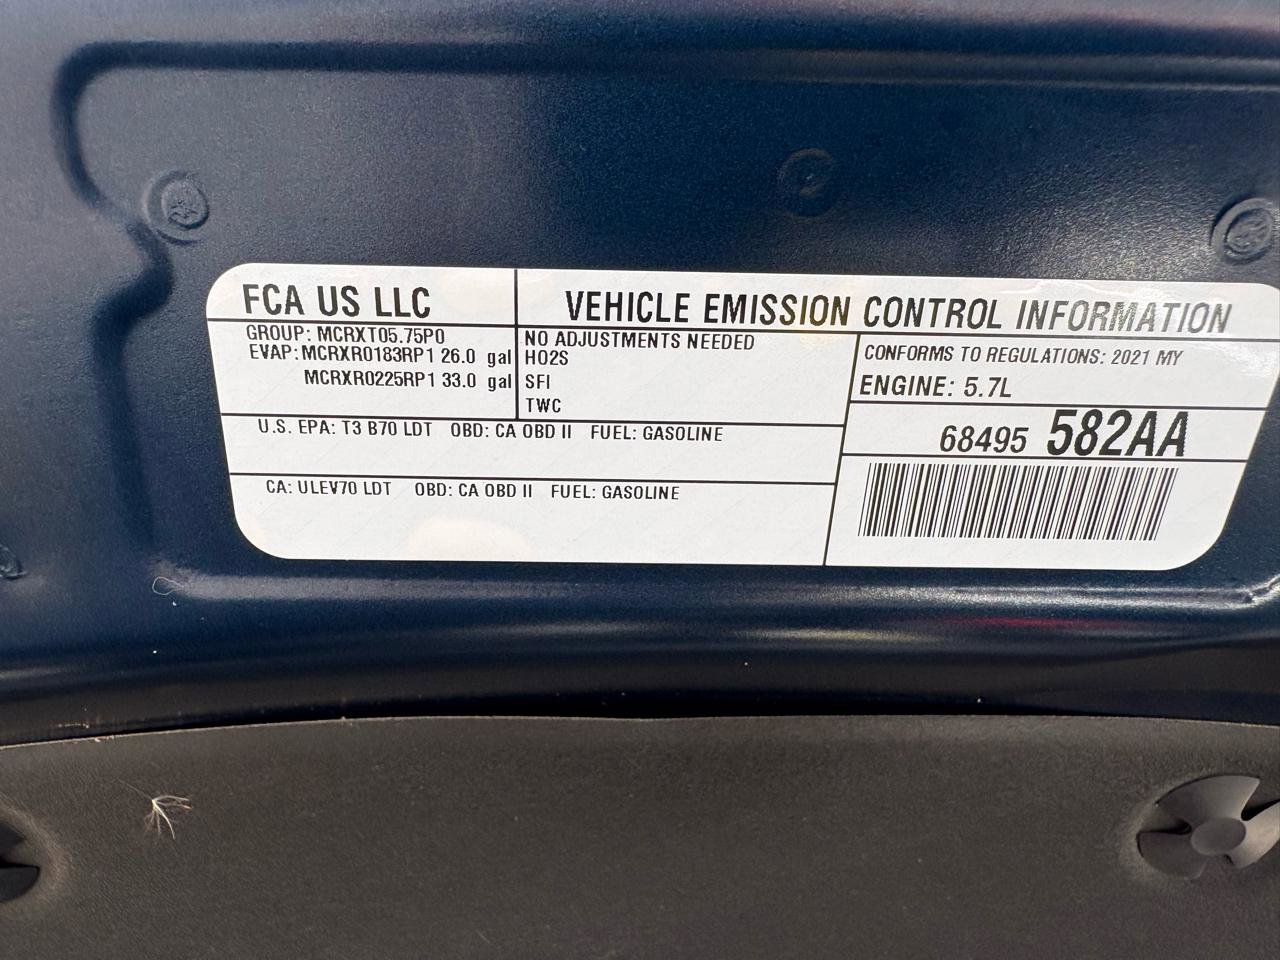 FCA US LLC
VEHICLE EMISSION CONTROL INFORMATION
GROUP: MCRXT05.75P0
EVAP: MCRXR0183RP1 26.0 gal
MCRXR0225RP1 33.0 gal
NO ADJUSTMENTS NEEDED
HO2S
SFI
TWC
CONFORMS TO REGULATIONS: 2021 MY
ENGINE: 5.7L
68495 582AA
U.S. EPA: T3 B70 LDT OBD: CA OBD II FUEL: GASOLINE
CA: ULEV70 LDT OBD: CA OBD II FUEL: GASOLINE